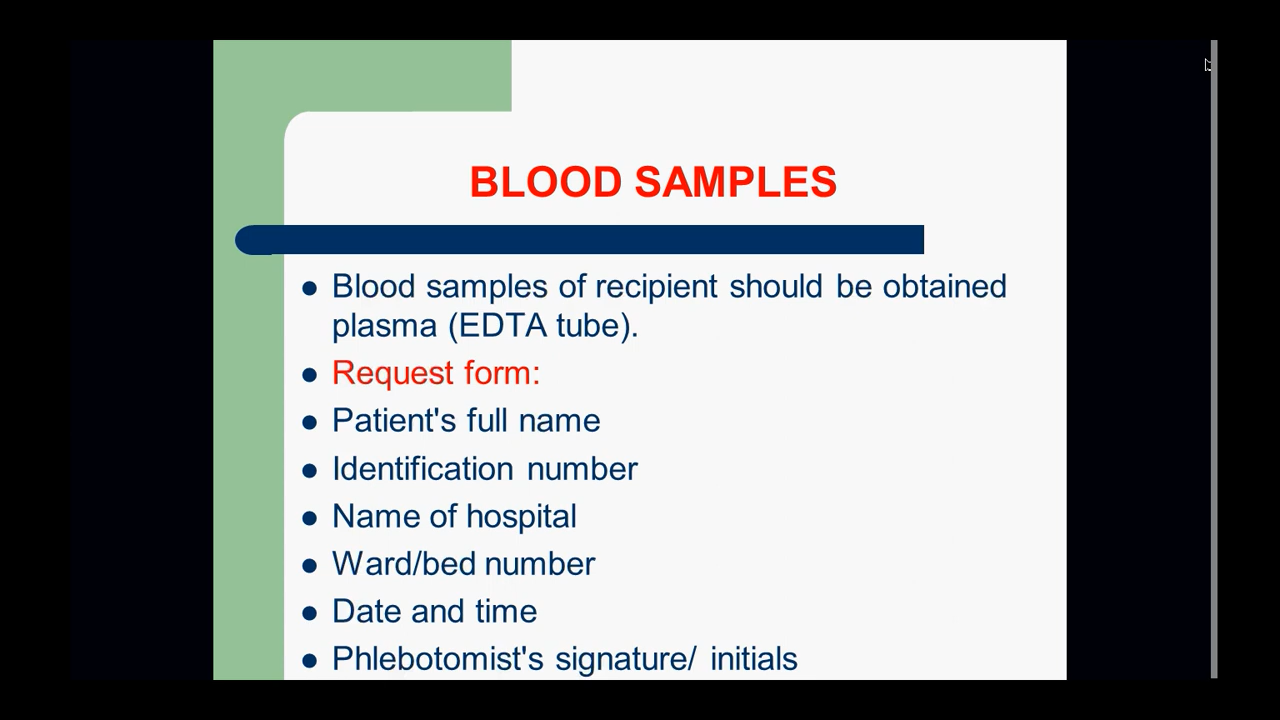 BLOOD SAMPLES
● Blood samples of recipient should be obtained
plasma (EDTA tube).
● Request form:
● Patient's full name
● Identification number
● Name of hospital
● Ward/bed number
● Date and time
● Phlebotomist's signature/ initials